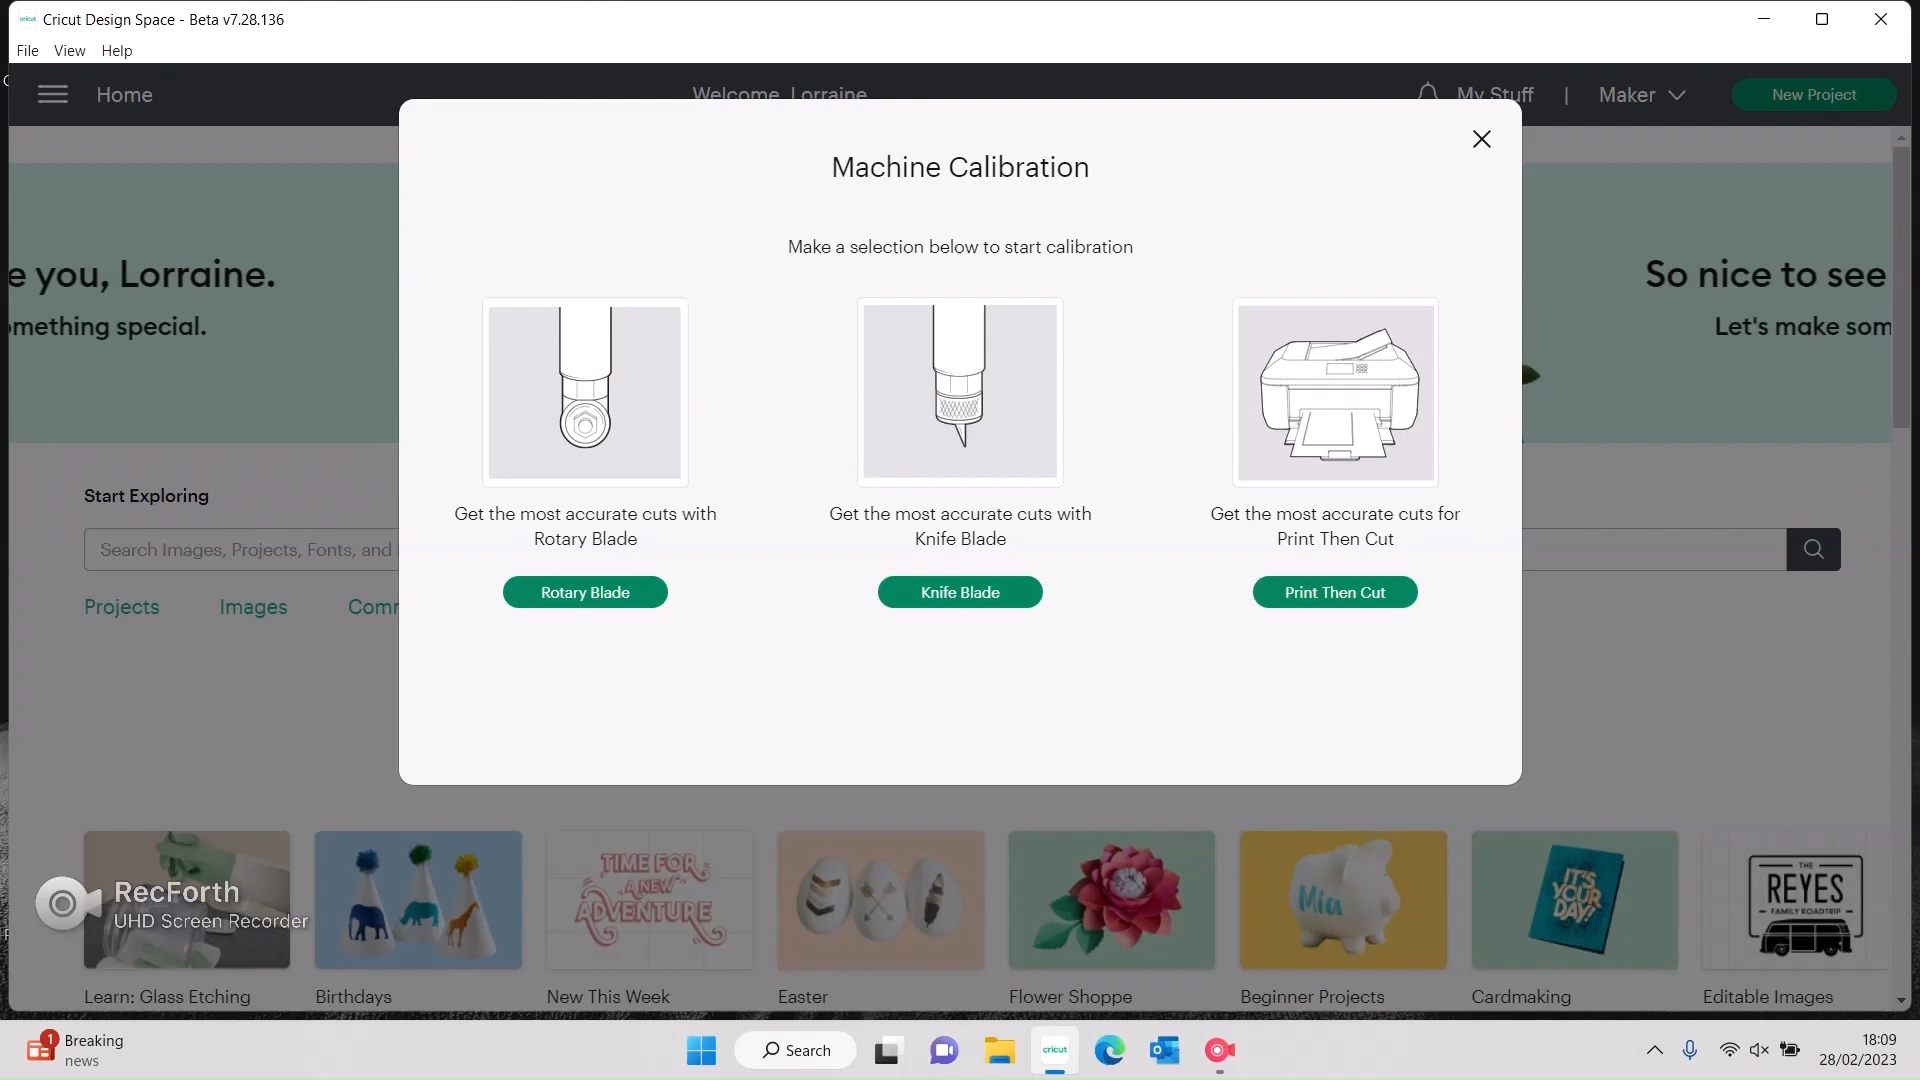 cricut Cricut Design Space - Beta v7.28.136
File View Help
Home Welcome, Lorraine My Stuff | Maker New Project
Machine Calibration
Make a selection below to start calibration
e you, Lorraine.
omething special.
So nice to see
Let's make som
Get the most accurate cuts with
Rotary Blade
Rotary Blade
Get the most accurate cuts with
Knife Blade
Knife Blade
Get the most accurate cuts for
Print Then Cut
Print Then Cut
Start Exploring
Search Images, Projects, Fonts, and
Projects Images Comm
TIME FOR
A NEW
ADVENTURE
Mia
IT'S
YOUR
DAY!
THE
REYES
FAMILY ROADTRIP
RecForth
UHD Screen Recorder
Learn: Glass Etching Birthdays New This Week Easter Flower Shoppe Beginner Projects Cardmaking Editable Images
1 Breaking
news
Search
cricut
18:09
28/02/2023